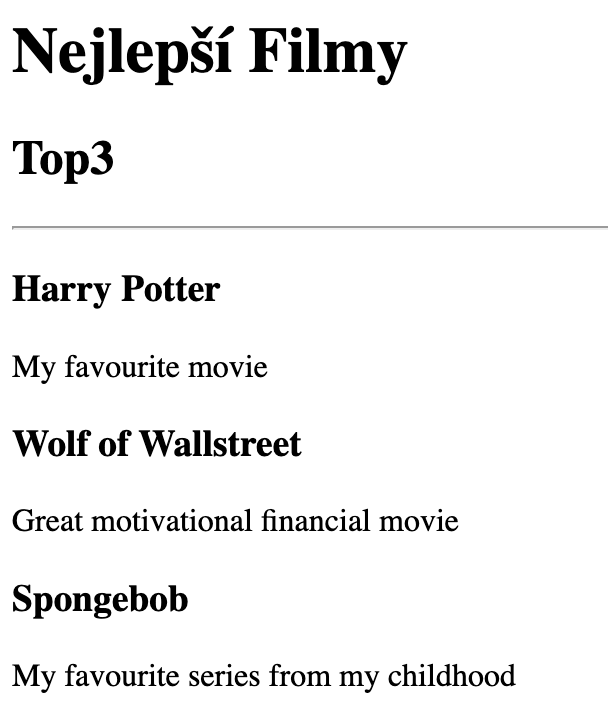 Nejlepší Filmy
Top3
Harry Potter
My favourite movie
Wolf of Wallstreet
Great motivational financial movie
Spongebob
My favourite series from my childhood